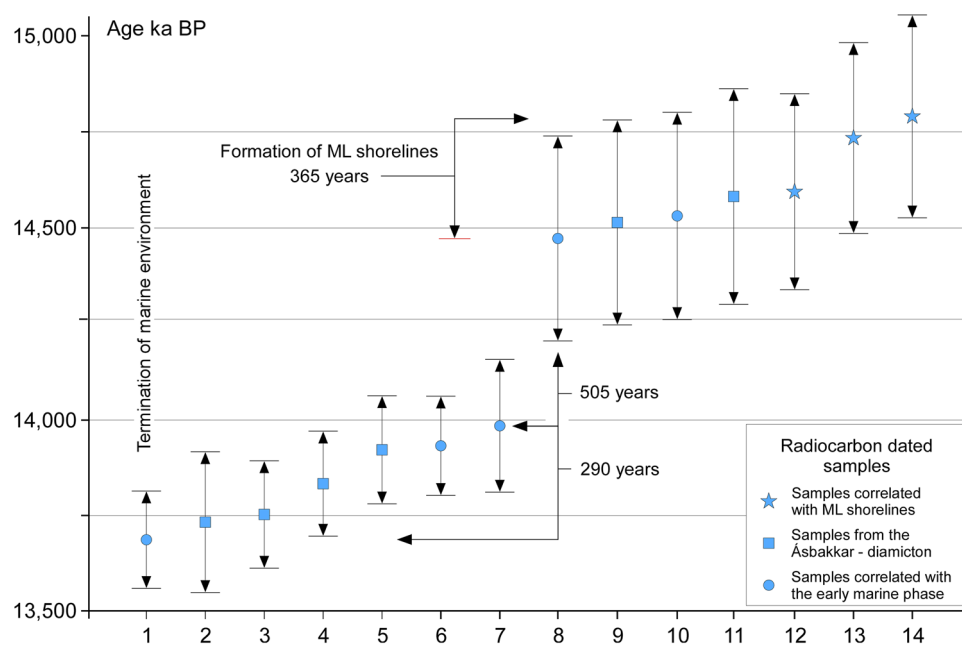 Age ka BP
15,000
14,500
14,000
13,500
Formation of ML shorelines
365 years
Termination of marine environment
505 years
290 years
Radiocarbon dated
samples
Samples correlated
with ML shorelines
Samples from the
Ásbakkar - diamicton
Samples correlated with
the early marine phase
1 2 3 4 5 6 7 8 9 10 11 12 13 14